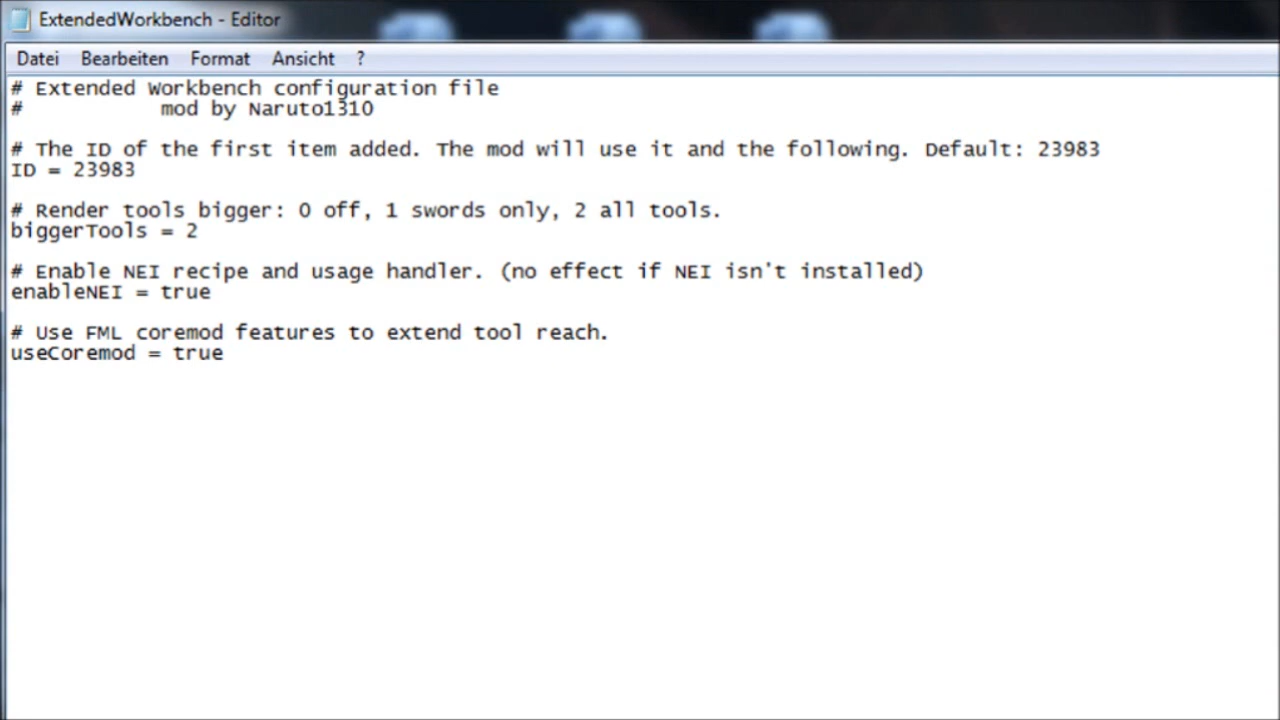 ExtendedWorkbench - Editor
Datei Bearbeiten Format Ansicht ?
# Extended Workbench configuration file
#           mod by Naruto1310
# The ID of the first item added. The mod will use it and the following. Default: 23983
ID = 23983
# Render tools bigger: 0 off, 1 swords only, 2 all tools.
biggerTools = 2
# Enable NEI recipe and usage handler. (no effect if NEI isn't installed)
enableNEI = true
# Use FML coremod features to extend tool reach.
useCoremod = true